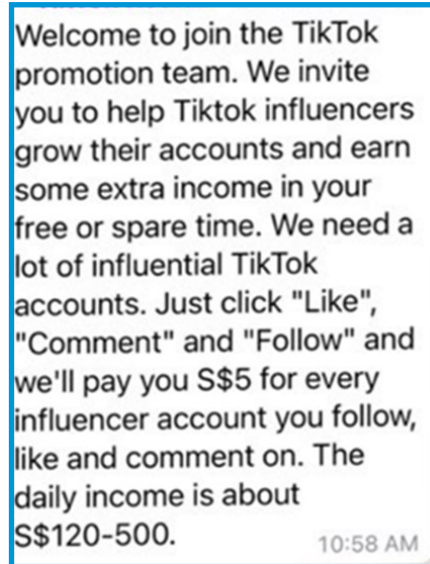 Welcome to join the TikTok
promotion team. We invite
you to help Tiktok influencers
grow their accounts and earn
some extra income in your
free or spare time. We need a
lot of influential TikTok
accounts. Just click "Like",
"Comment" and "Follow" and
we'll pay you S$5 for every
influencer account you follow,
like and comment on. The
daily income is about
S$120-500.
10:58 AM